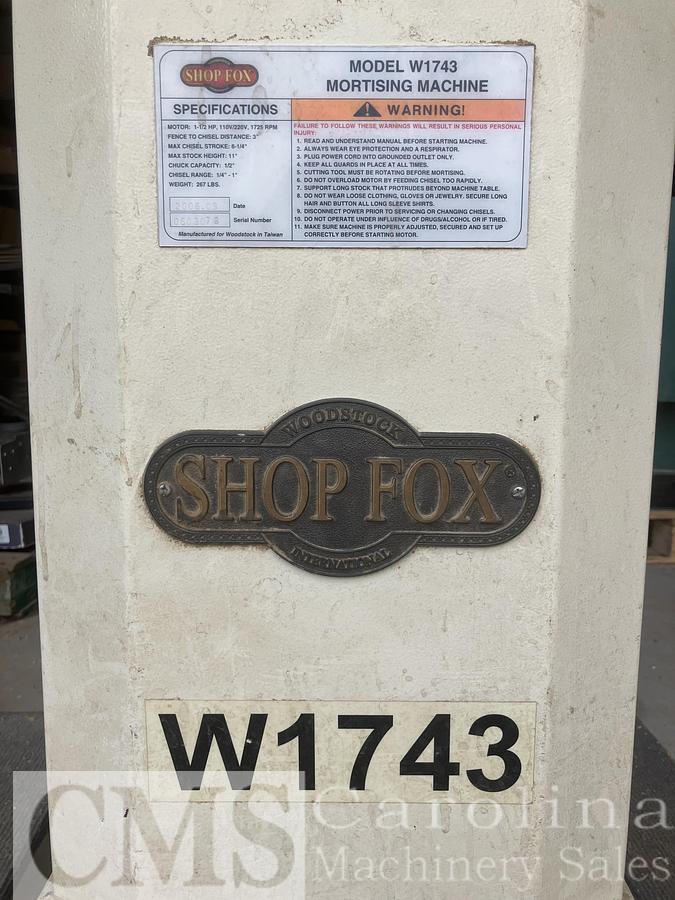 SHOP FOX
MODEL W1743
MORTISING MACHINE
SPECIFICATIONS
MOTOR: 1-1/2 HP, 110V/220V, 1725 RPM
FENCE TO CHISEL DISTANCE: 3"
MAX CHISEL STROKE: 6-1/4"
MAX STOCK HEIGHT: 11"
CHUCK CAPACITY: 1/2"
CHISEL RANGE: 1/4" - 1"
WEIGHT: 267 LBS.
Date
Serial Number
Manufactured for Woodstock in Taiwan
WARNING!
FAILURE TO FOLLOW THESE WARNINGS WILL RESULT IN SERIOUS PERSONAL
INJURY:
1. READ AND UNDERSTAND MANUAL BEFORE STARTING MACHINE.
2. ALWAYS WEAR EYE PROTECTION AND A RESPIRATOR.
3. PLUG POWER CORD INTO GROUNDED OUTLET ONLY.
4. KEEP ALL GUARDS IN PLACE AT ALL TIMES.
5. CUTTING TOOL MUST BE ROTATING BEFORE MORTISING.
6. DO NOT OVERLOAD MOTOR BY FEEDING CHISEL TOO RAPIDLY.
7. SUPPORT LONG STOCK THAT PROTRUDES BEYOND MACHINE TABLE.
8. DO NOT WEAR LOOSE CLOTHING, GLOVES OR JEWELRY. SECURE LONG
HAIR AND BUTTON ALL LONG SLEEVE SHIRTS.
9. DISCONNECT POWER PRIOR TO SERVICING OR CHANGING CHISELS.
10. DO NOT OPERATE UNDER INFLUENCE OF DRUGS/ALCOHOL OR IF TIRED.
11. MAKE SURE MACHINE IS PROPERLY ADJUSTED, SECURED AND SET UP
CORRECTLY BEFORE STARTING MOTOR.
WOODSTOCK
SHOP FOX®
INTERNATIONAL
W1743
CMS Carolina
Machinery Sales